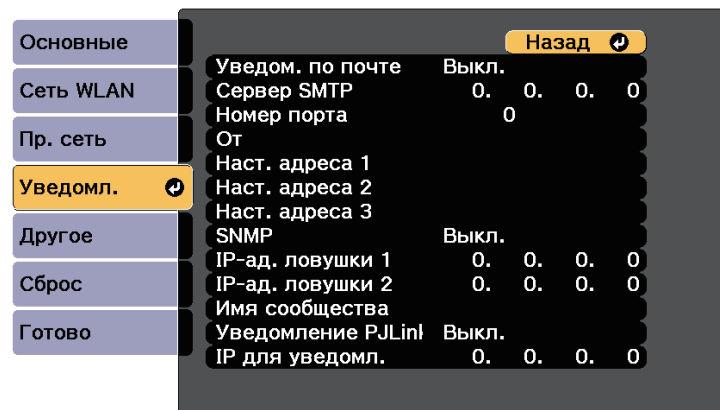 Основные
Сеть WLAN
Пр. сеть
Уведомл.
Другое
Сброс
Готово
Назад
Уведом. по почте Выкл.
Сервер SMTP 0. 0. 0. 0
Номер порта 0
От
Наст. адреса 1
Наст. адреса 2
Наст. адреса 3
SNMP Выкл.
IP-ад. ловушки 1 0. 0. 0. 0
IP-ад. ловушки 2 0. 0. 0. 0
Имя сообщества
Уведомление PJLink Выкл.
IP для уведомл. 0. 0. 0. 0